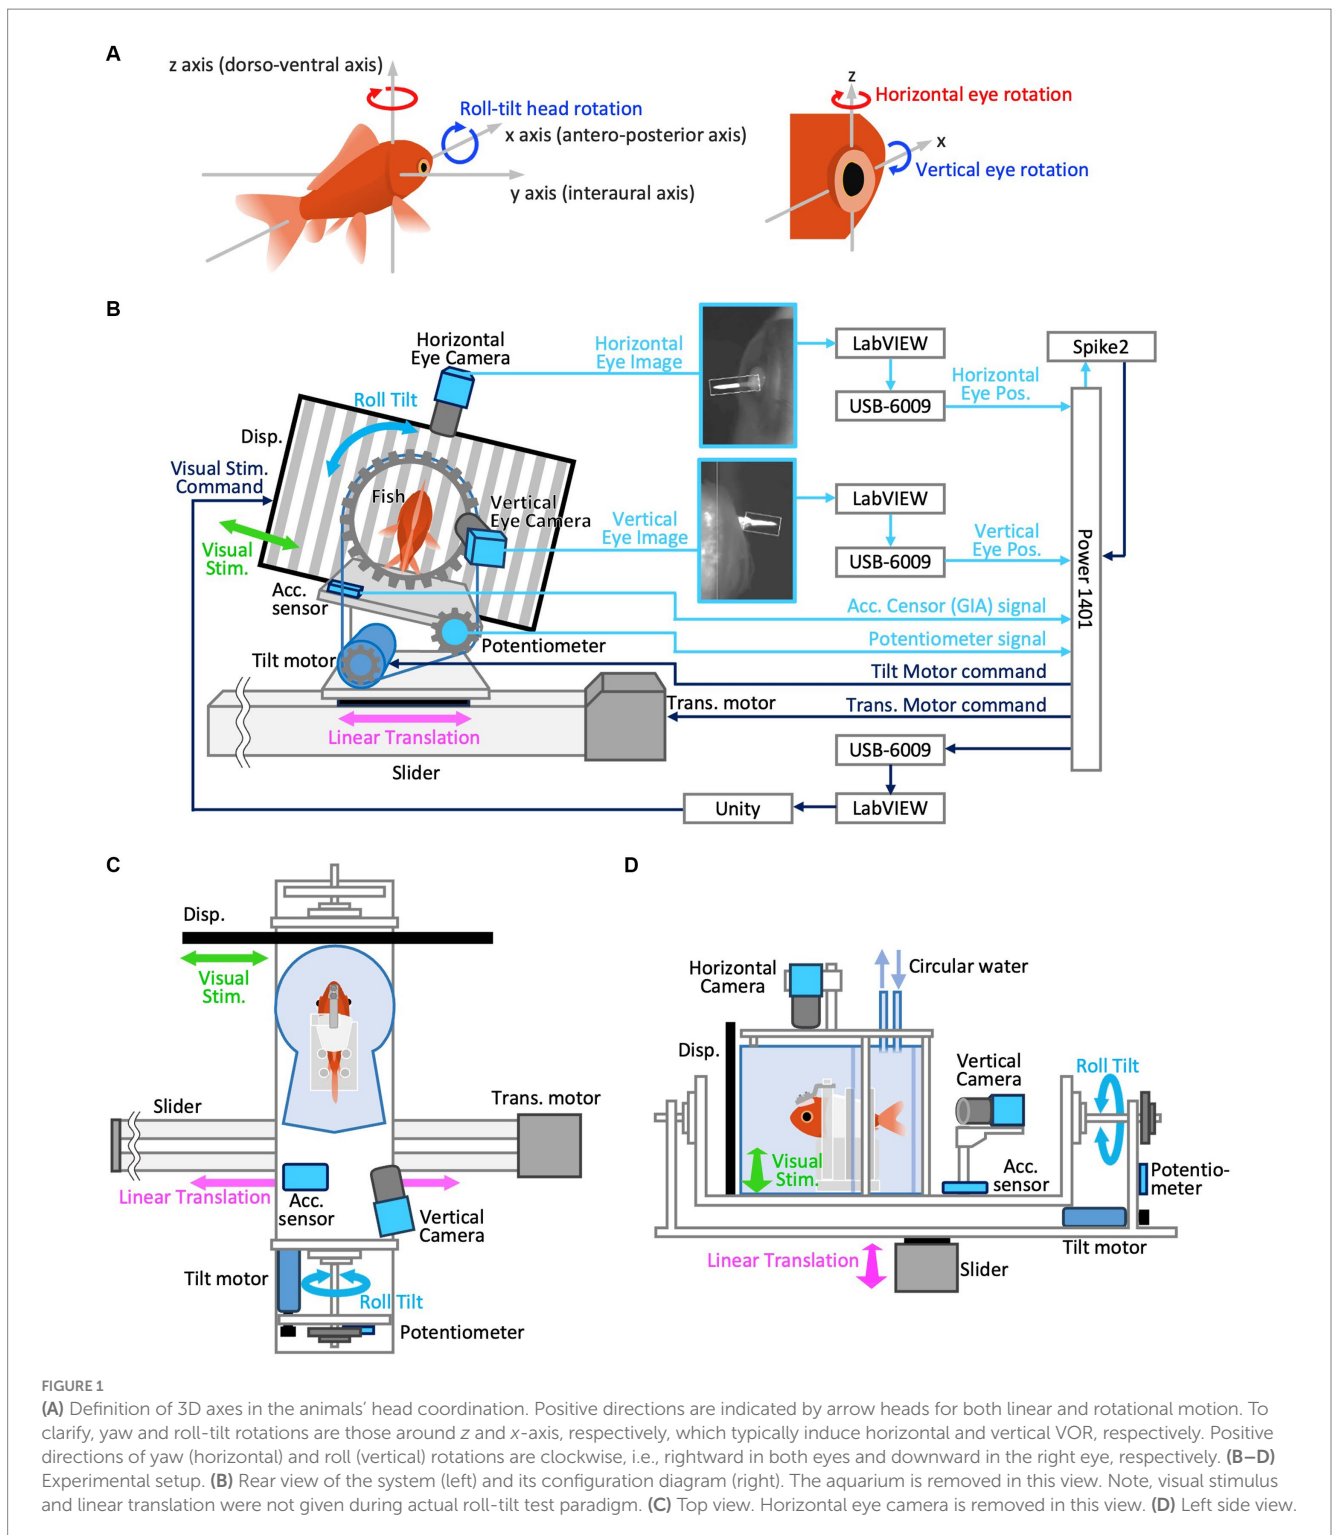 A
z axis (dorso-ventral axis)
Roll-tilt head rotation
x axis (antero-posterior axis)
y axis (interaural axis)
z
Horizontal eye rotation
x
Vertical eye rotation
B
Horizontal
Eye Camera
Roll Tilt
Disp.
Visual Stim.
Command
Fish
Vertical
Eye Camera
Visual
Stim.
Acc.
sensor
Potentiometer
Tilt motor
Trans. motor
Linear Translation
Slider
Horizontal
Eye Image
LabVIEW
USB-6009
Horizontal
Eye Pos.
Spike2
Vertical
Eye Image
LabVIEW
USB-6009
Vertical
Eye Pos.
Power 1401
Acc. Censor (GIA) signal
Potentiometer signal
Tilt Motor command
Trans. Motor command
USB-6009
LabVIEW
Unity
C
Disp.
Visual
Stim.
Slider
Trans. motor
Linear Translation
Acc.
sensor
Vertical
Camera
Tilt motor
Roll Tilt
Potentiometer
D
Horizontal
Camera
Circular water
Disp.
Vertical
Camera
Roll Tilt
Visual
Stim.
Acc.
sensor
Potentio-
meter
Tilt motor
Linear Translation
Slider
FIGURE 1
(A) Definition of 3D axes in the animals' head coordination. Positive directions are indicated by arrow heads for both linear and rotational motion. To
clarify, yaw and roll-tilt rotations are those around z and x-axis, respectively, which typically induce horizontal and vertical VOR, respectively. Positive
directions of yaw (horizontal) and roll (vertical) rotations are clockwise, i.e., rightward in both eyes and downward in the right eye, respectively. (B–D)
Experimental setup. (B) Rear view of the system (left) and its configuration diagram (right). The aquarium is removed in this view. Note, visual stimulus
and linear translation were not given during actual roll-tilt test paradigm. (C) Top view. Horizontal eye camera is removed in this view. (D) Left side view.